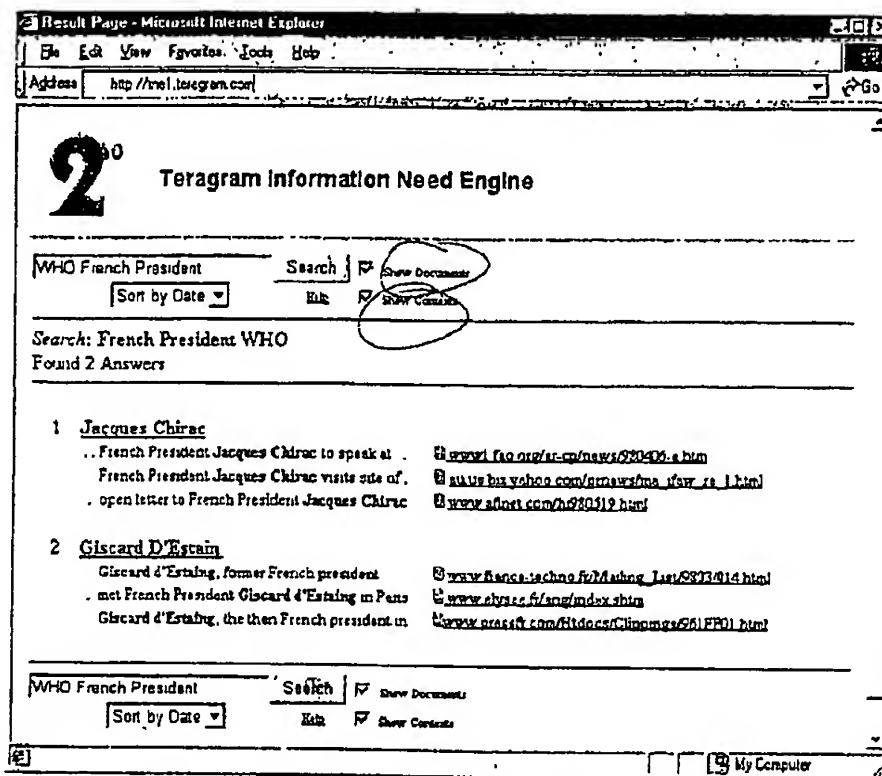 Result Page - Microsoft Internet Explorer
File Edit View Favorites Tools Help
Address http://tne1.teragram.com Go
2.0
Teragram Information Need Engine
WHO French President Search Show Documents
Sort by Date Help Show Contexts
Search: French President WHO
Found 2 Answers
1 Jacques Chirac
.. French President Jacques Chirac to speak at .
French President Jacques Chirac visits site of .
. open letter to French President Jacques Chirac www.afinet.com/hr980519.html
2 Giscard D'Estain
Giscard d'Estaing, former French president
. met French President Giscard d'Estaing in Paris www.elysee.fr/ang/index.shtm
Giscard d'Estaing, the then French president in
WHO French President Search Show Documents
Sort by Date Help Show Contexts
My Computer